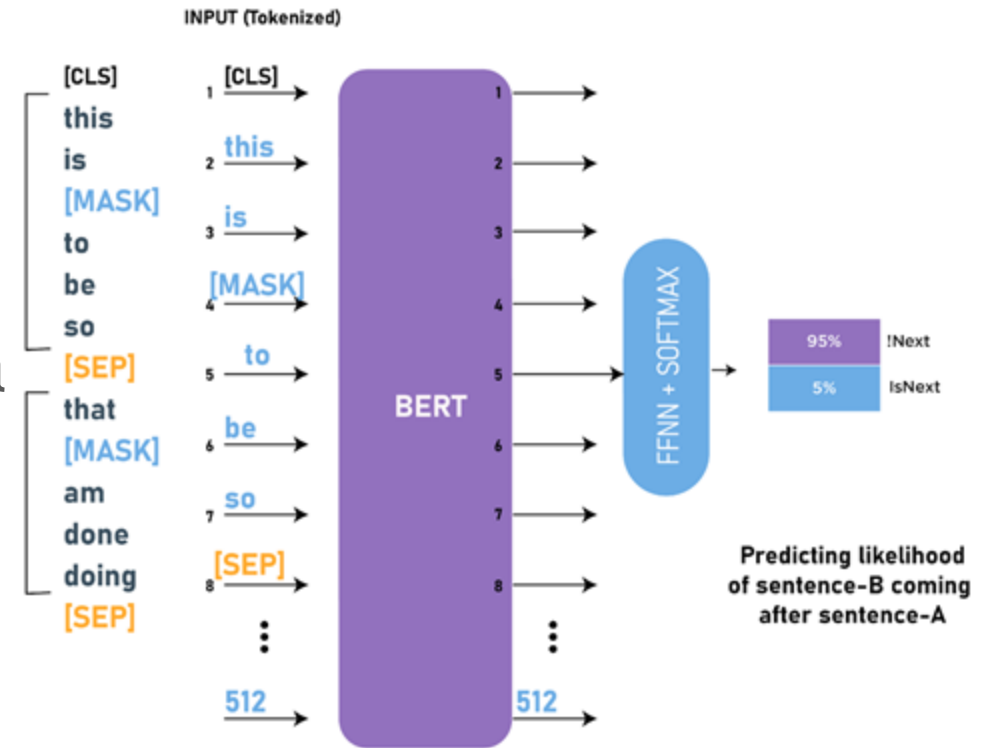 INPUT (Tokenized)
[CLS]
this
is
[MASK]
to
be
so
[SEP]
that
[MASK]
am
done
doing
[SEP]
1 [CLS]
2 this
3 is
4 [MASK]
5 to
6 be
7 so
8 [SEP]
512
BERT
1
2
3
4
5
6
7
8
512
FFNN + SOFTMAX
95% !Next
5% IsNext
Predicting likelihood
of sentence-B coming
after sentence-A